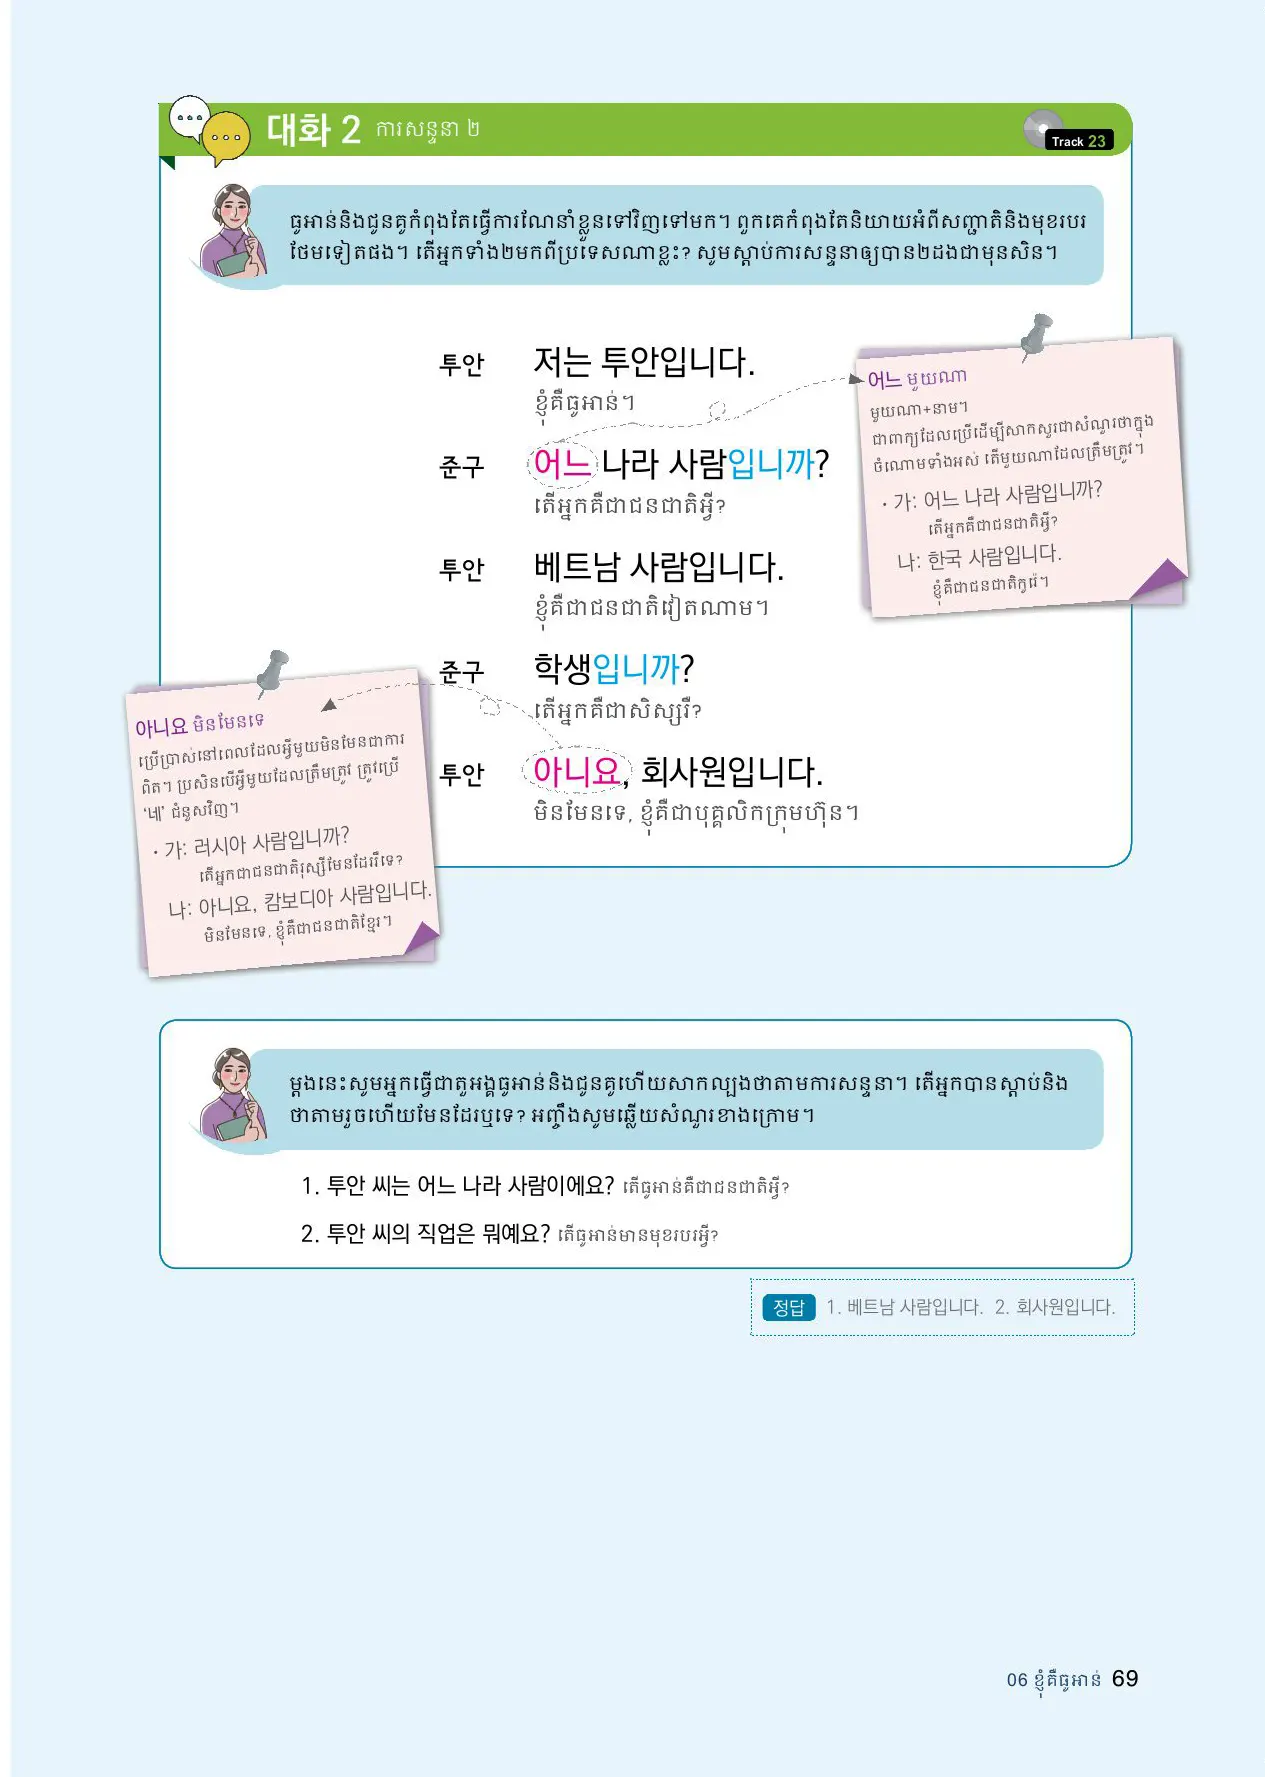 대화 2 ការសន្ទនា ២
Track 23
ធូអាន់និងជូនគូកំពុងតែធ្វើការណែនាំខ្លួនទៅវិញទៅមក។ ពួកគេកំពុងតែនិយាយអំពីសញ្ជាតិនិងមុខរបរ
ថែមទៀតផង។ តើអ្នកទាំង២មកពីប្រទេសណាខ្លះ? សូមស្តាប់ការសន្ទនាឲ្យបាន២ដងជាមុនសិន។
투안 저는 투안입니다.
ខ្ញុំគឺធូអាន់។
준구 어느 나라 사람입니까?
តើអ្នកគឺជាជនជាតិអ្វី?
투안 베트남 사람입니다.
ខ្ញុំគឺជាជនជាតិវៀតណាម។
준구 학생입니까?
តើអ្នកគឺជាសិស្សរឺ?
투안 아니요, 회사원입니다.
មិនមែនទេ, ខ្ញុំគឺជាបុគ្គលិកក្រុមហ៊ុន។
어느 មួយណា
មួយណា+នាម។
ជាពាក្យដែលប្រើដើម្បីសាកសួរជាសំណួរថាក្នុង
ចំណោមទាំងអស់ តើមួយណាដែលត្រឹមត្រូវ។
· 가: 어느 나라 사람입니까?
តើអ្នកគឺជាជនជាតិអ្វី?
나: 한국 사람입니다.
ខ្ញុំគឺជាជនជាតិកូរ៉េ។
아니요 មិនមែនទេ
ប្រើប្រាស់នៅពេលដែលអ្វីមួយមិនមែនជាការ
ពិត។ ប្រសិនបើអ្វីមួយដែលត្រឹមត្រូវ ត្រូវប្រើ
‘네’ ជំនួសវិញ។
· 가: 러시아 사람입니까?
តើអ្នកជាជនជាតិរុស្ស៊ីមែនដែររឺទេ?
나: 아니요, 캄보디아 사람입니다.
មិនមែនទេ, ខ្ញុំគឺជាជនជាតិខ្មែរ។
ម្តងនេះសូមអ្នកធ្វើជាតួអង្គធូអាន់និងជូនគូហើយសាកល្បងថាតាមការសន្ទនា។ តើអ្នកបានស្តាប់និង
ថាតាមរួចហើយមែនដែរឬទេ? អញ្ចឹងសូមឆ្លើយសំណួរខាងក្រោម។
1. 투안 씨는 어느 나라 사람이에요? តើធូអាន់គឺជាជនជាតិអ្វី?
2. 투안 씨의 직업은 뭐예요? តើធូអាន់មានមុខរបរអ្វី?
정답 1. 베트남 사람입니다. 2. 회사원입니다.
06 ខ្ញុំគឺធូអាន់ 69